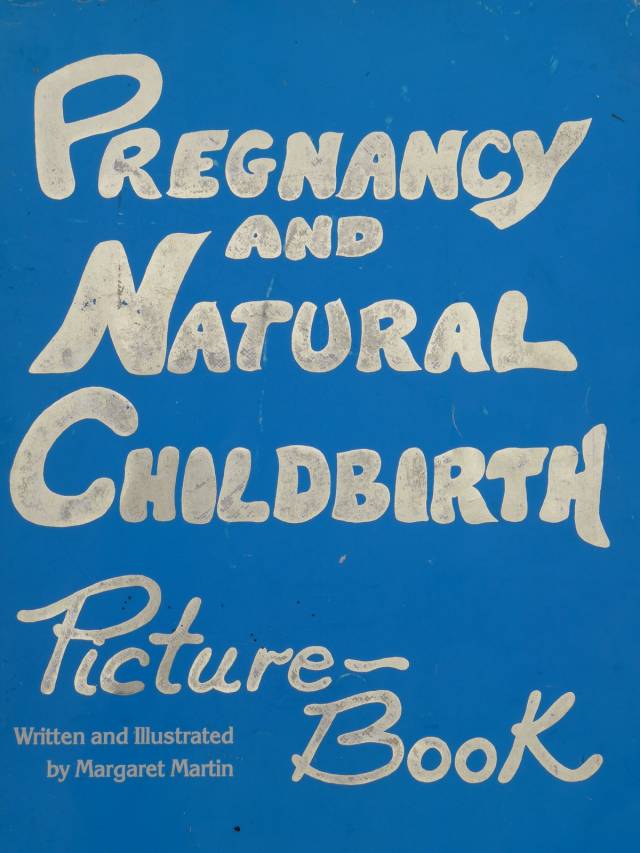 PREGNANCY
AND
NATURAL
CHILDBIRTH
Picture-
BooK
Written and Illustrated
by Margaret Martin